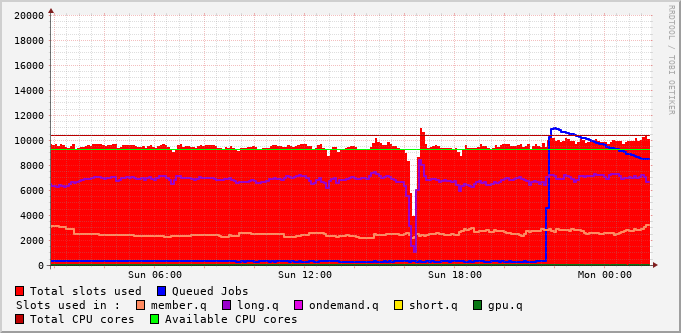 20000
18000
16000
14000
12000
10000
8000
6000
4000
2000
0
Sun 06:00 Sun 12:00 Sun 18:00 Mon 00:00
Total slots used Queued Jobs
Slots used in : member.q long.q ondemand.q short.q gpu.q
Total CPU cores Available CPU cores
RRDTOOL / TOBI OETIKER